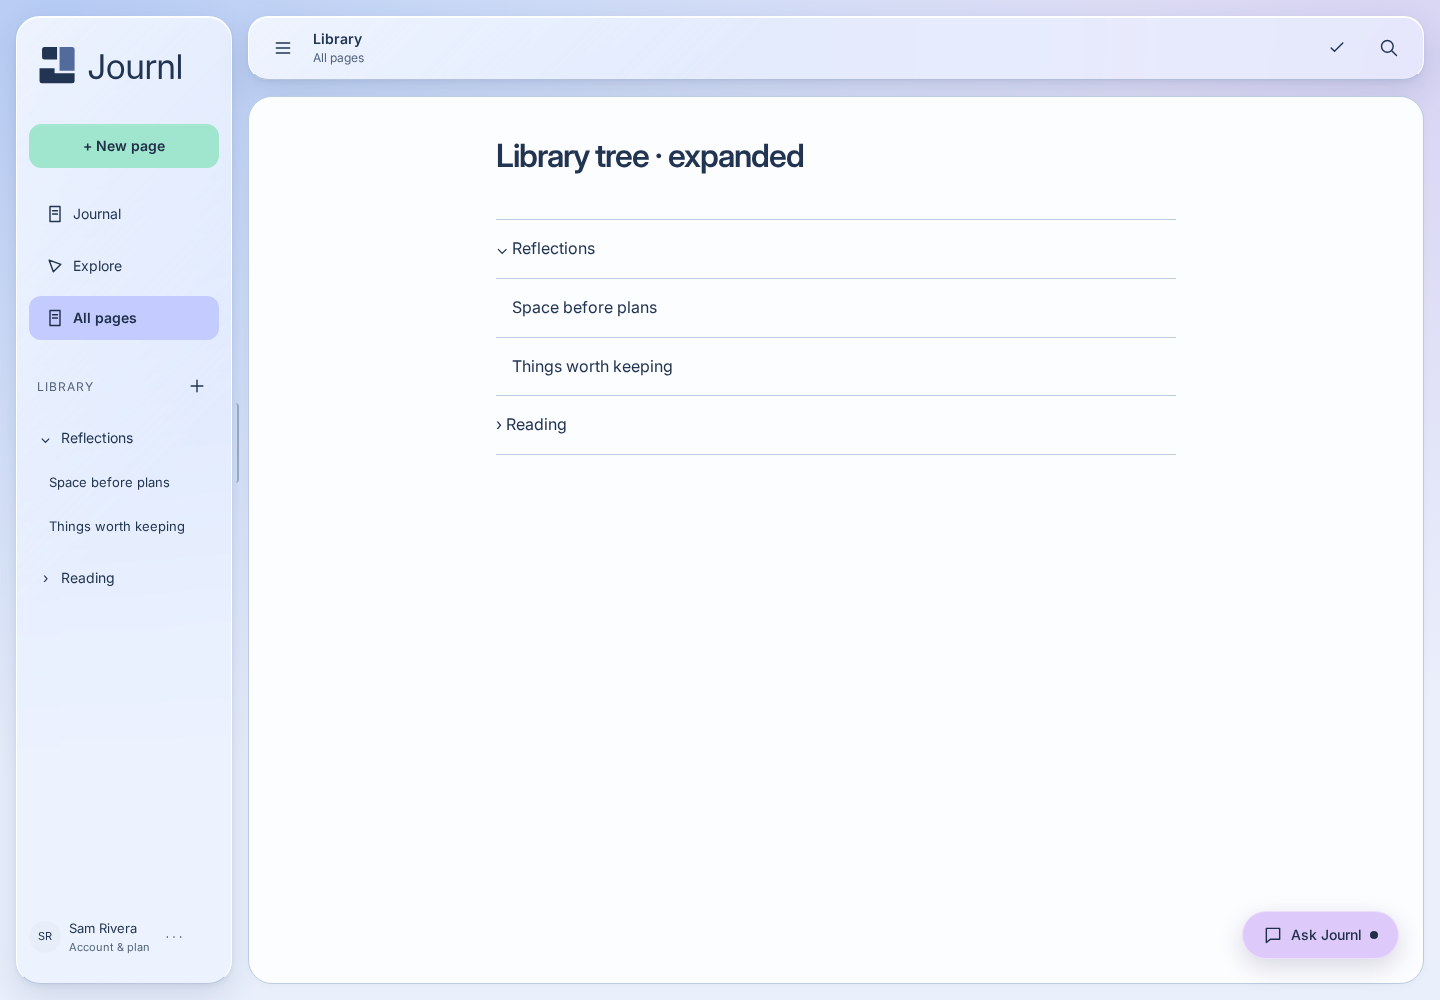 Journl
+ New page
Journal
Explore
All pages
LIBRARY
Reflections
Space before plans
Things worth keeping
Reading
SR
Sam Rivera
Account & plan
...
Library
All pages
Library tree · expanded
Reflections
Space before plans
Things worth keeping
› Reading
Ask Journl